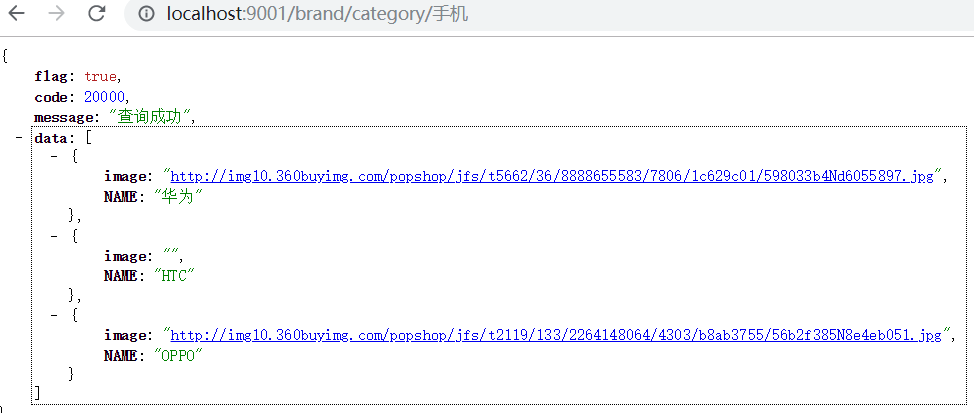 localhost:9001/brand/category/手机
{
flag: true,
code: 20000,
message: "查询成功",
- data: [
- {
image: "http://img10.360buyimg.com/popshop/jfs/t5662/36/8888655583/7806/1c629c01/598033b4Nd6055897.jpg",
NAME: "华为"
},
- {
image: "",
NAME: "HTC"
},
- {
image: "http://img10.360buyimg.com/popshop/jfs/t2119/133/2264148064/4303/b8ab3755/56b2f385N8e4eb051.jpg",
NAME: "OPPO"
}
]
}